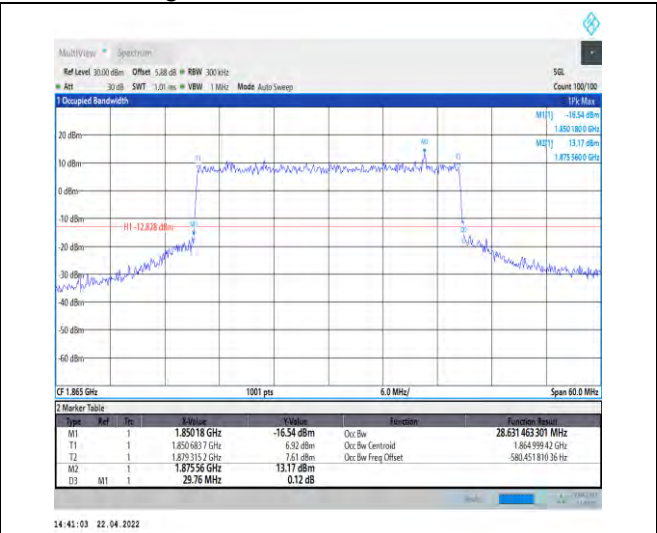 MultiView Spectrum
Ref Level 30.00 dBm Offset 5.88 dB RBW 300 kHz SGL
Att 30 dB SWT 1.01 ms VBW 1 MHz Mode Auto Sweep Count 100/100
1 Occupied Bandwidth 1Pk Max
M1[1] -16.54 dBm
1.850 180 0 GHz
M2[1] 13.17 dBm
1.875 560 0 GHz
20 dBm
10 dBm
0 dBm
-10 dBm
H1 -12.828 dBm
-20 dBm
-30 dBm
-40 dBm
-50 dBm
-60 dBm
M2
T1
M1
CF 1.865 GHz 1001 pts 6.0 MHz/ Span 60.0 MHz
2 Marker Table
Type Ref Trc X-Value Y-Value Function Function Result
M1 1 1.85018 GHz -16.54 dBm Occ Bw 28.631 463 301 MHz
T1 1 1.850 683 7 GHz 6.92 dBm Occ Bw Centroid 1.864 999 42 GHz
T2 1 1.879 315 2 GHz 7.61 dBm Occ Bw Freq Offset -580.451 810 36 Hz
M2 1 1.875 56 GHz 13.17 dBm
D3 M1 1 29.76 MHz 0.12 dB
14:41:03 22.04.2022